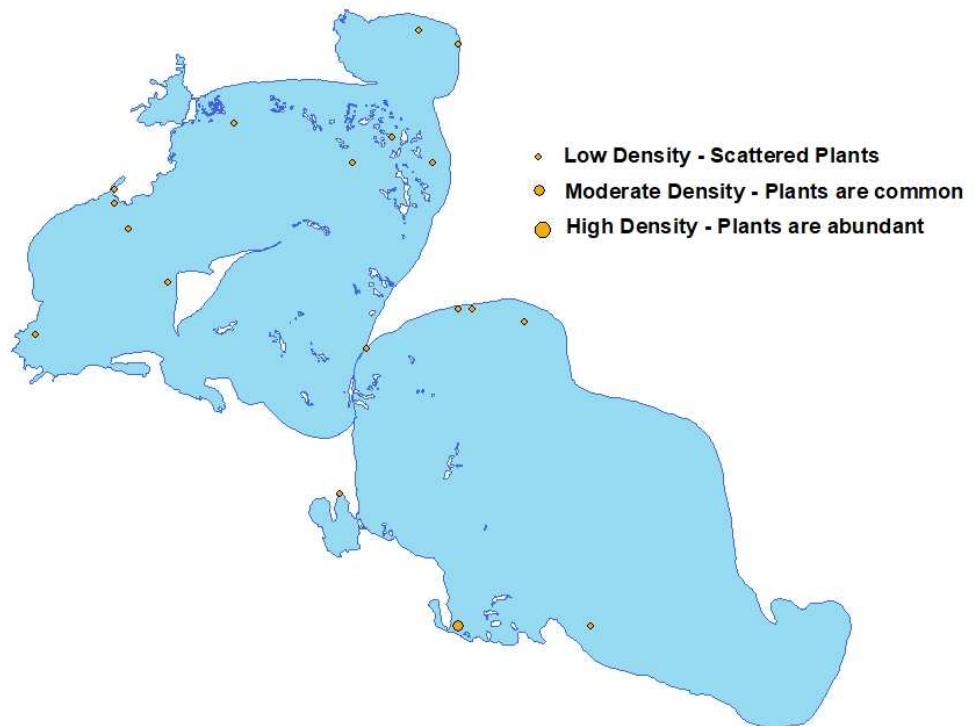 Low Density - Scattered Plants
Moderate Density - Plants are common
High Density - Plants are abundant